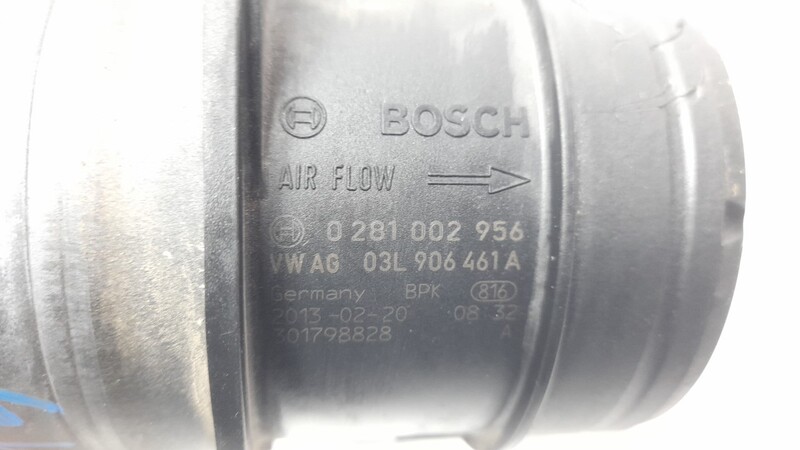 BOSCH
AIR FLOW
0 281 002 956
VW AG 03L 906 461 A
Germany BPK 816
2013-02-20 08:32
301798828 A